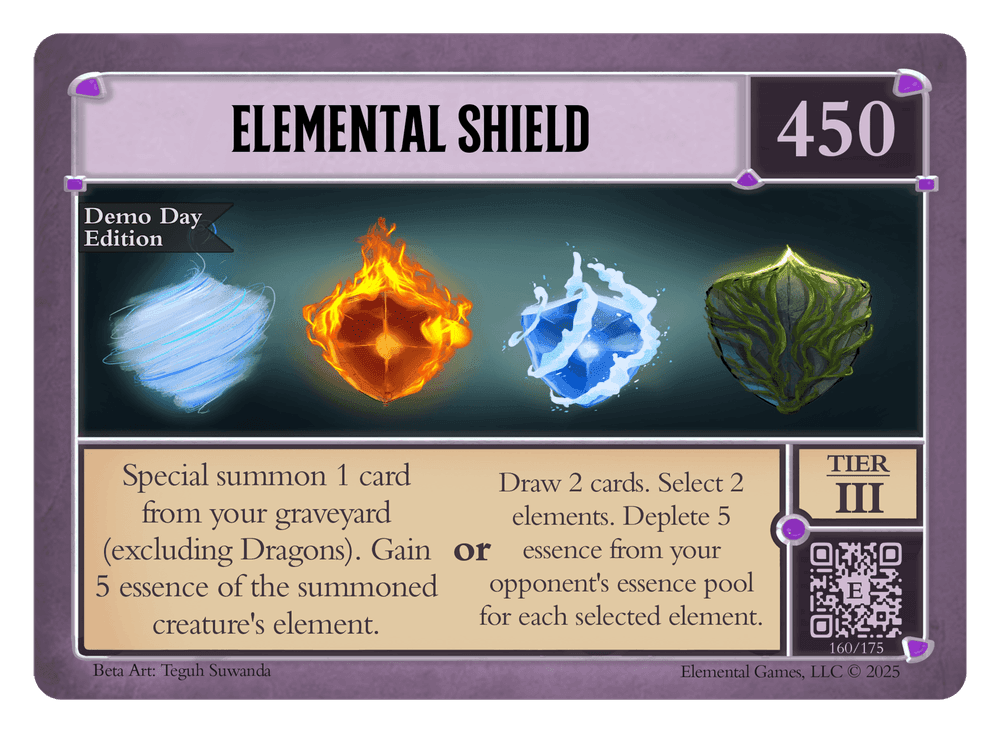 ELEMENTAL SHIELD
450
Demo Day
Edition
Special summon 1 card
from your graveyard
(excluding Dragons). Gain
5 essence of the summoned
creature's element.
or
Draw 2 cards. Select 2
elements. Deplete 5
essence from your
opponent's essence pool
for each selected element.
TIER
III
E
160/175
Beta Art: Teguh Suwanda
Elemental Games, LLC © 2025